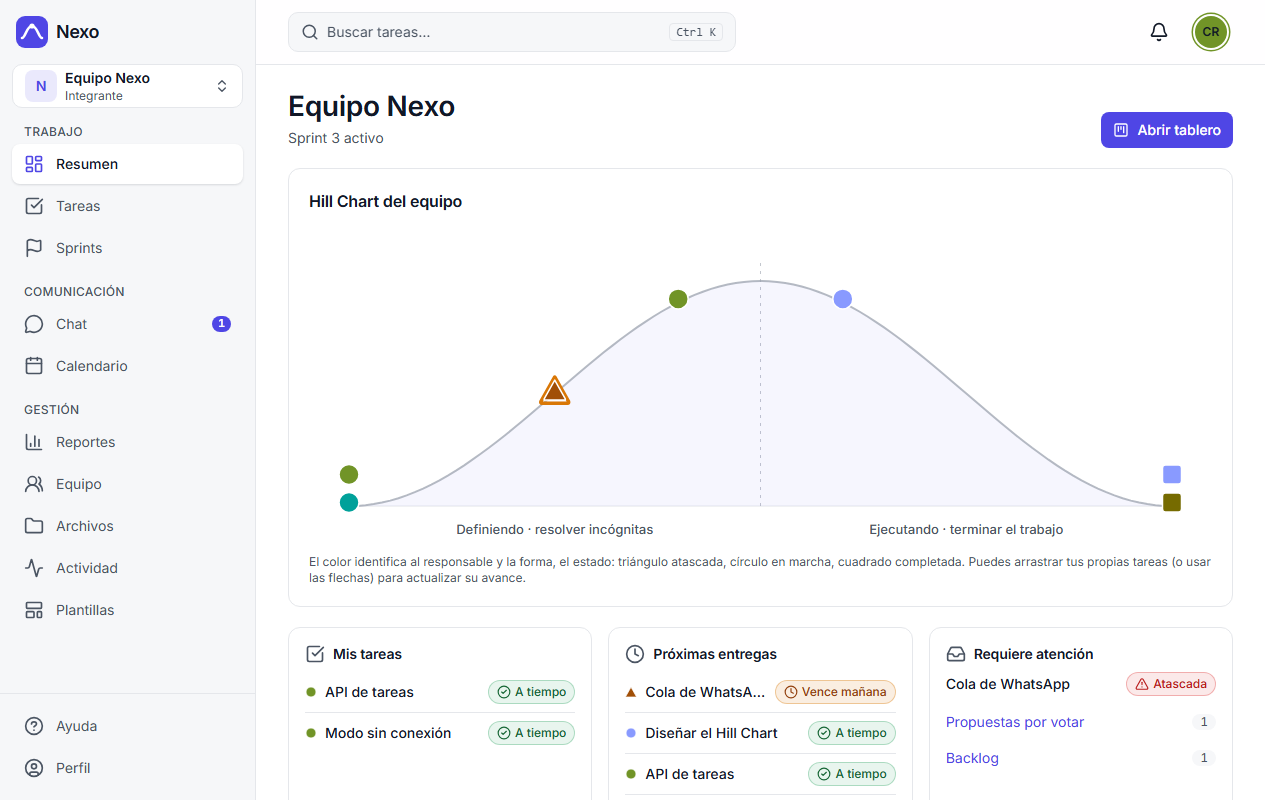 Nexo
Buscar tareas...
Ctrl K
CR
N
Equipo Nexo
Integrante
TRABAJO
Resumen
Tareas
Sprints
COMUNICACIÓN
Chat
1
Calendario
GESTIÓN
Reportes
Equipo
Archivos
Actividad
Plantillas
Ayuda
Perfil
Equipo Nexo
Sprint 3 activo
Abrir tablero
Hill Chart del equipo
Definiendo · resolver incógnitas
Ejecutando · terminar el trabajo
El color identifica al responsable y la forma, el estado: triángulo atascada, círculo en marcha, cuadrado completada. Puedes arrastrar tus propias tareas (o usar
las flechas) para actualizar su avance.
Mis tareas
API de tareas
A tiempo
Modo sin conexión
A tiempo
Próximas entregas
Cola de WhatsA...
Vence mañana
Diseñar el Hill Chart
A tiempo
API de tareas
A tiempo
Requiere atención
Cola de WhatsApp
Atascada
Propuestas por votar
1
Backlog
1